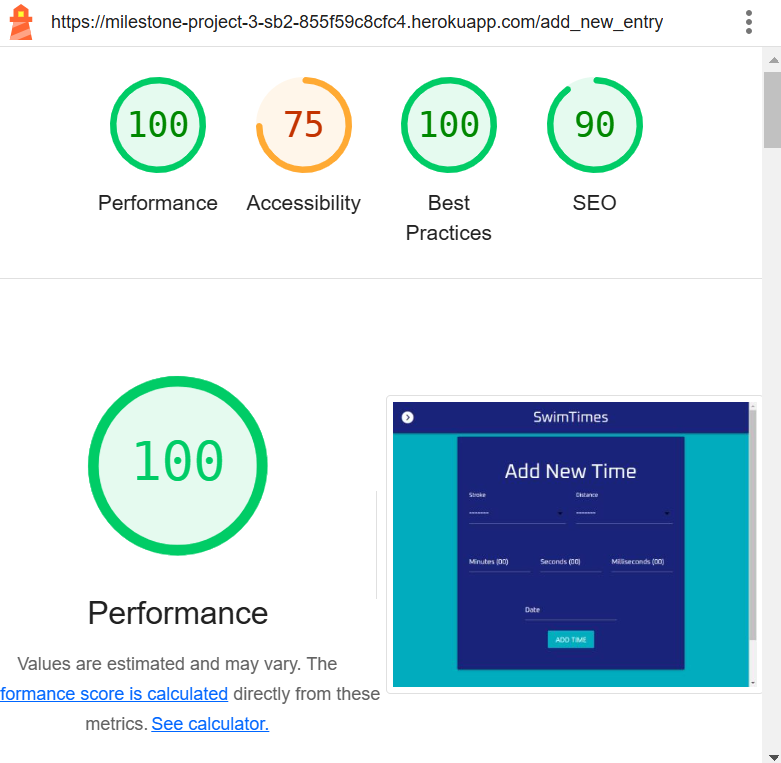 https://milestone-project-3-sb2-855f59c8cfc4.herokuapp.com/add_new_entry
100
75
100
90
Performance
Accessibility
Best
Practices
SEO
100
Performance
Values are estimated and may vary. The
formance score is calculated directly from these
metrics. See calculator.
SwimTimes
Add New Time
Stroke
Distance
-------
-------
Minutes (00)
Seconds (00)
Milliseconds (00)
Date
ADD TIME